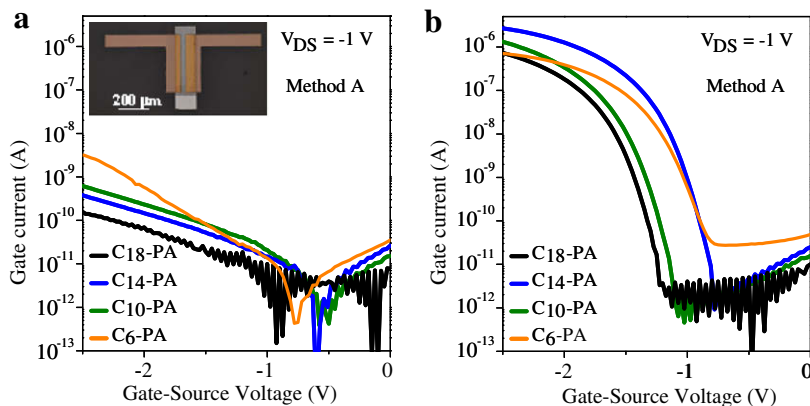 a
V_DS = -1 V
Method A
200 µm
10^-6
10^-7
10^-8
10^-9
10^-10
10^-11
10^-12
10^-13
Gate current (A)
C18-PA
C14-PA
C10-PA
C6-PA
-2
-1
0
Gate-Source Voltage (V)
b
V_DS = -1 V
Method A
10^-6
10^-7
10^-8
10^-9
10^-10
10^-11
10^-12
10^-13
Gate current (A)
C18-PA
C14-PA
C10-PA
C6-PA
-2
-1
0
Gate-Source Voltage (V)